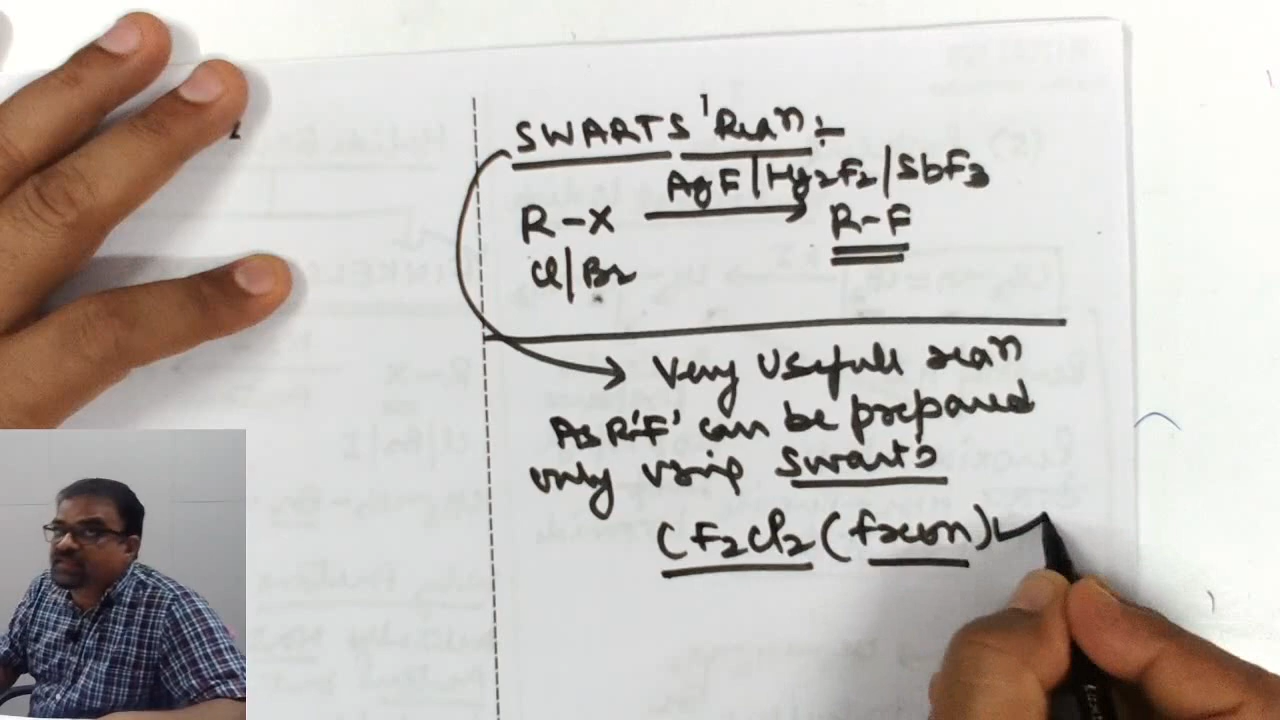 SWARTS' Reaⁿ :-
AgF | Hg₂F₂ | SbF₃
R-X → R-F
Cl | Br
→ Very Usefull reaⁿ
As R'F' can be prepared
only using Swarts
CF₂Cl₂ (freon) ✓